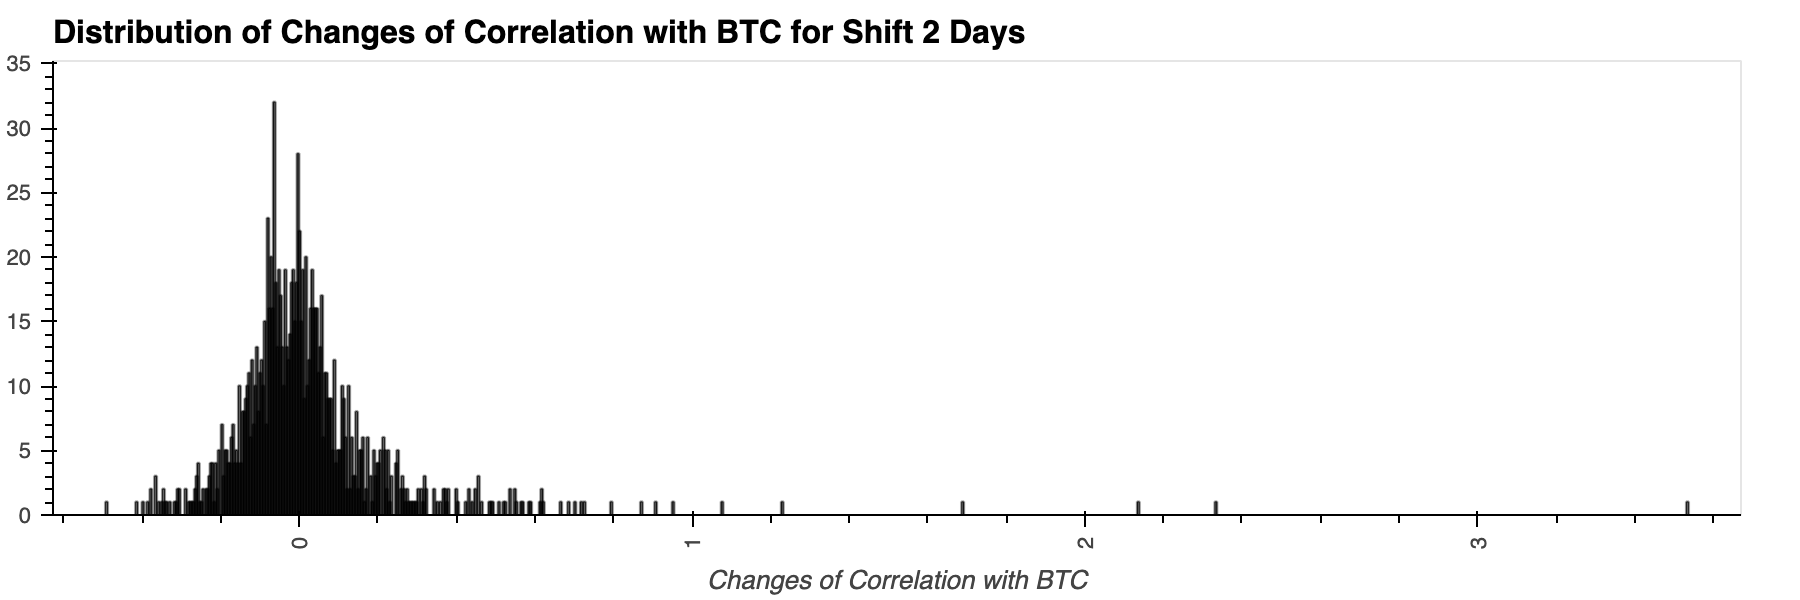 Distribution of Changes of Correlation with BTC for Shift 2 Days
35
30
25
20
15
10
5
0
0 1 2 3
Changes of Correlation with BTC